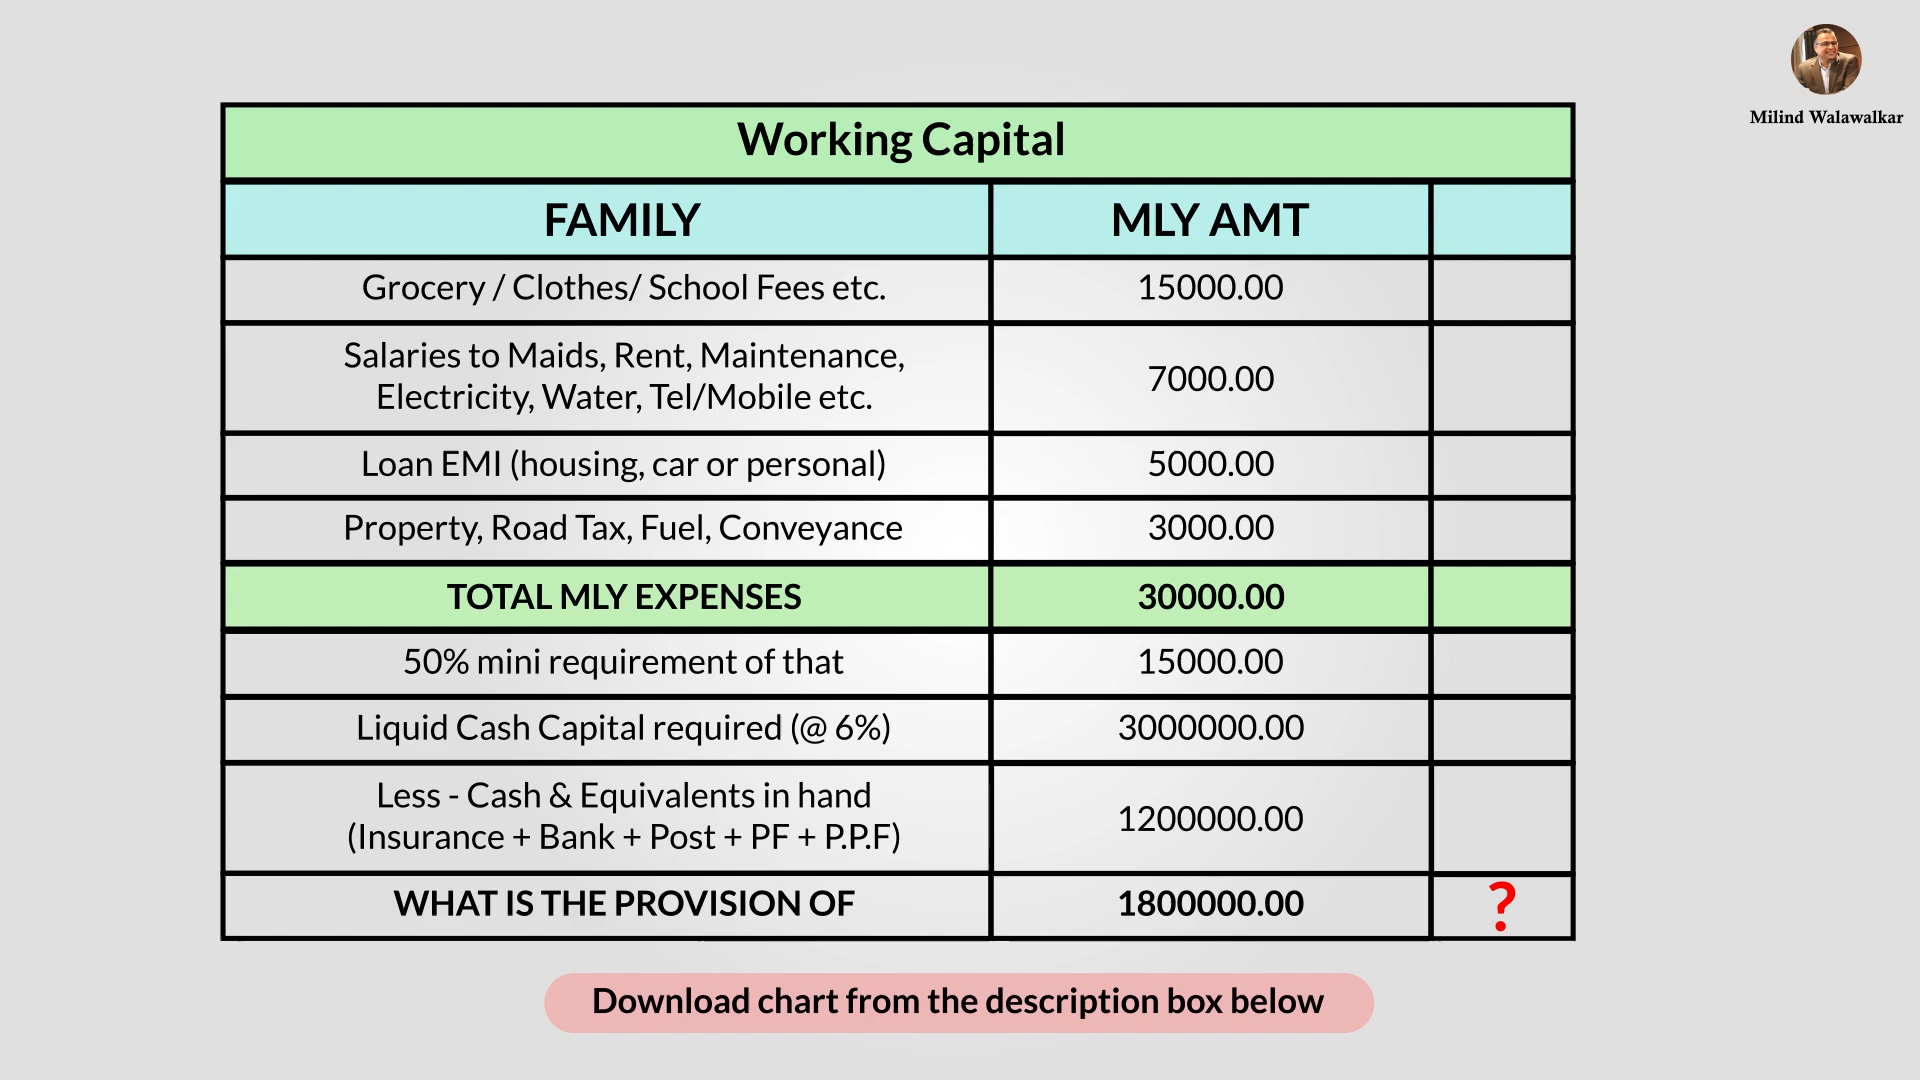 Milind Walawalkar
Working Capital
FAMILY MLY AMT
Grocery / Clothes/ School Fees etc. 15000.00
Salaries to Maids, Rent, Maintenance,
Electricity, Water, Tel/Mobile etc. 7000.00
Loan EMI (housing, car or personal) 5000.00
Property, Road Tax, Fuel, Conveyance 3000.00
TOTAL MLY EXPENSES 30000.00
50% mini requirement of that 15000.00
Liquid Cash Capital required (@ 6%) 3000000.00
Less - Cash & Equivalents in hand
(Insurance + Bank + Post + PF + P.P.F) 1200000.00
WHAT IS THE PROVISION OF 1800000.00 ?
Download chart from the description box below